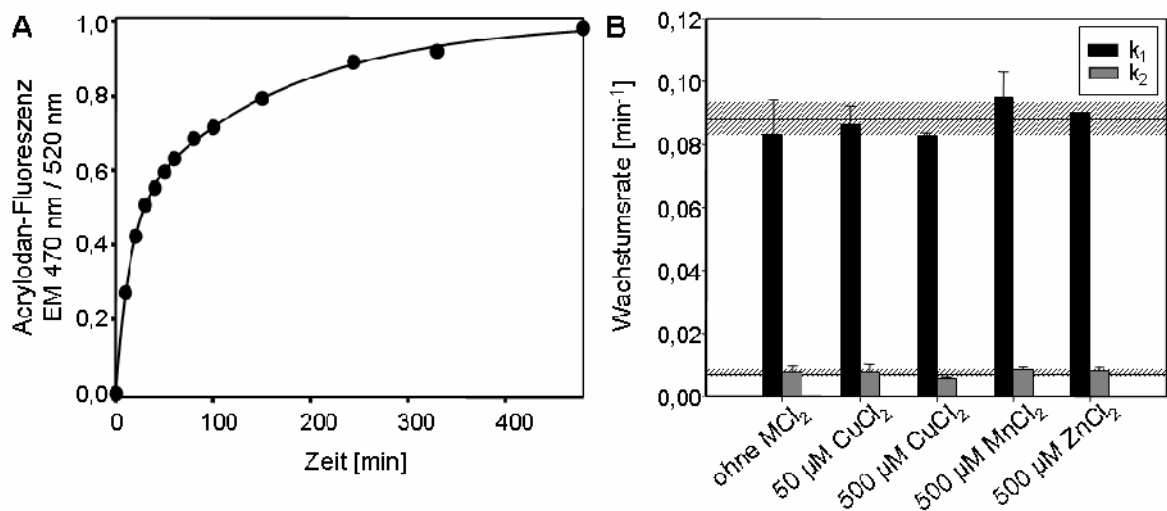 A
Acrylodan-Fluoreszenz
EM 470 nm / 520 nm
1,0
0,8
0,6
0,4
0,2
0,0
0
100
200
300
400
Zeit [min]
B
Wachstumsrate [min⁻¹]
0,12
0,10
0,08
0,06
0,04
0,02
0,00
k₁
k₂
ohne MCl₂
50 µM CuCl₂
500 µM CuCl₂
500 µM MnCl₂
500 µM ZnCl₂